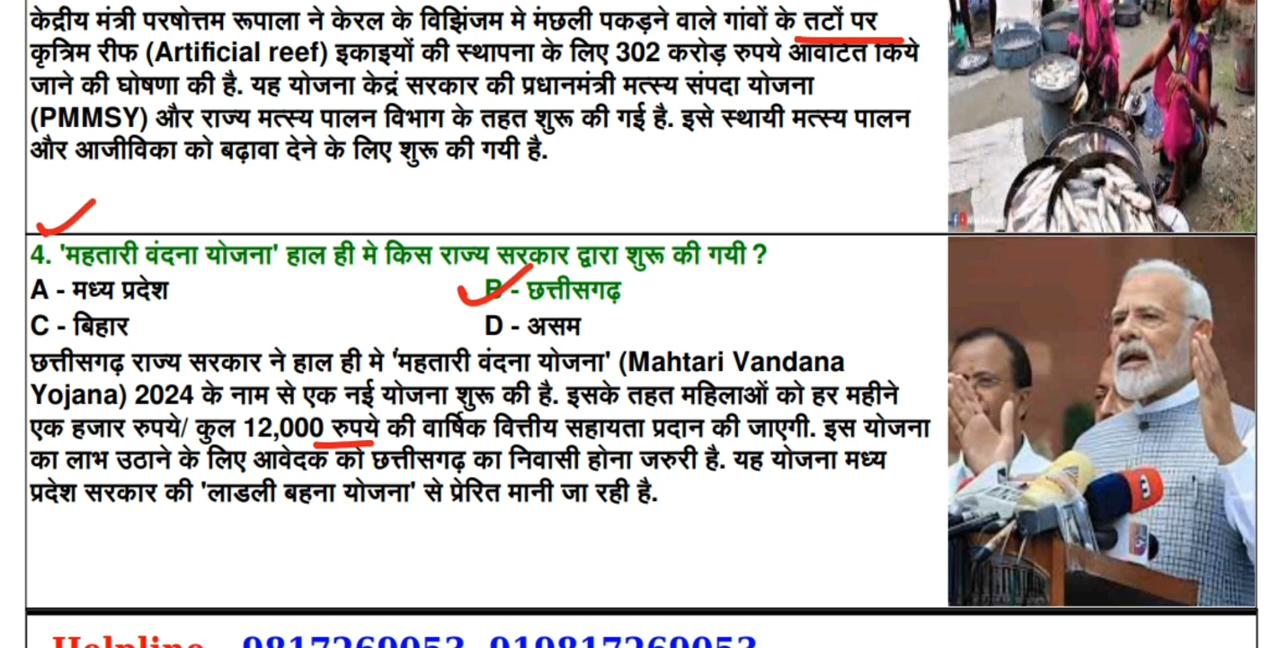 केद्रीय मंत्री परषोत्तम रूपाला ने केरल के विझिंजम मे मंछली पकड़ने वाले गांवों के तटों पर
कृत्रिम रीफ (Artificial reef) इकाइयों की स्थापना के लिए 302 करोड़ रुपये आवंटित किये
जाने की घोषणा की है. यह योजना केद्रं सरकार की प्रधानमंत्री मत्स्य संपदा योजना
(PMMSY) और राज्य मत्स्य पालन विभाग के तहत शुरू की गई है. इसे स्थायी मत्स्य पालन
और आजीविका को बढ़ावा देने के लिए शुरू की गयी है.
4. 'महतारी वंदना योजना' हाल ही मे किस राज्य सरकार द्वारा शुरू की गयी ?
A - मध्य प्रदेश B - छत्तीसगढ़
C - बिहार D - असम
छत्तीसगढ़ राज्य सरकार ने हाल ही मे 'महतारी वंदना योजना' (Mahtari Vandana
Yojana) 2024 के नाम से एक नई योजना शुरू की है. इसके तहत महिलाओं को हर महीने
एक हजार रुपये/ कुल 12,000 रुपये की वार्षिक वित्तीय सहायता प्रदान की जाएगी. इस योजना
का लाभ उठाने के लिए आवेदक को छत्तीसगढ़ का निवासी होना जरुरी है. यह योजना मध्य
प्रदेश सरकार की 'लाडली बहना योजना' से प्रेरित मानी जा रही है.
Helpline 9817269053, 919817269053